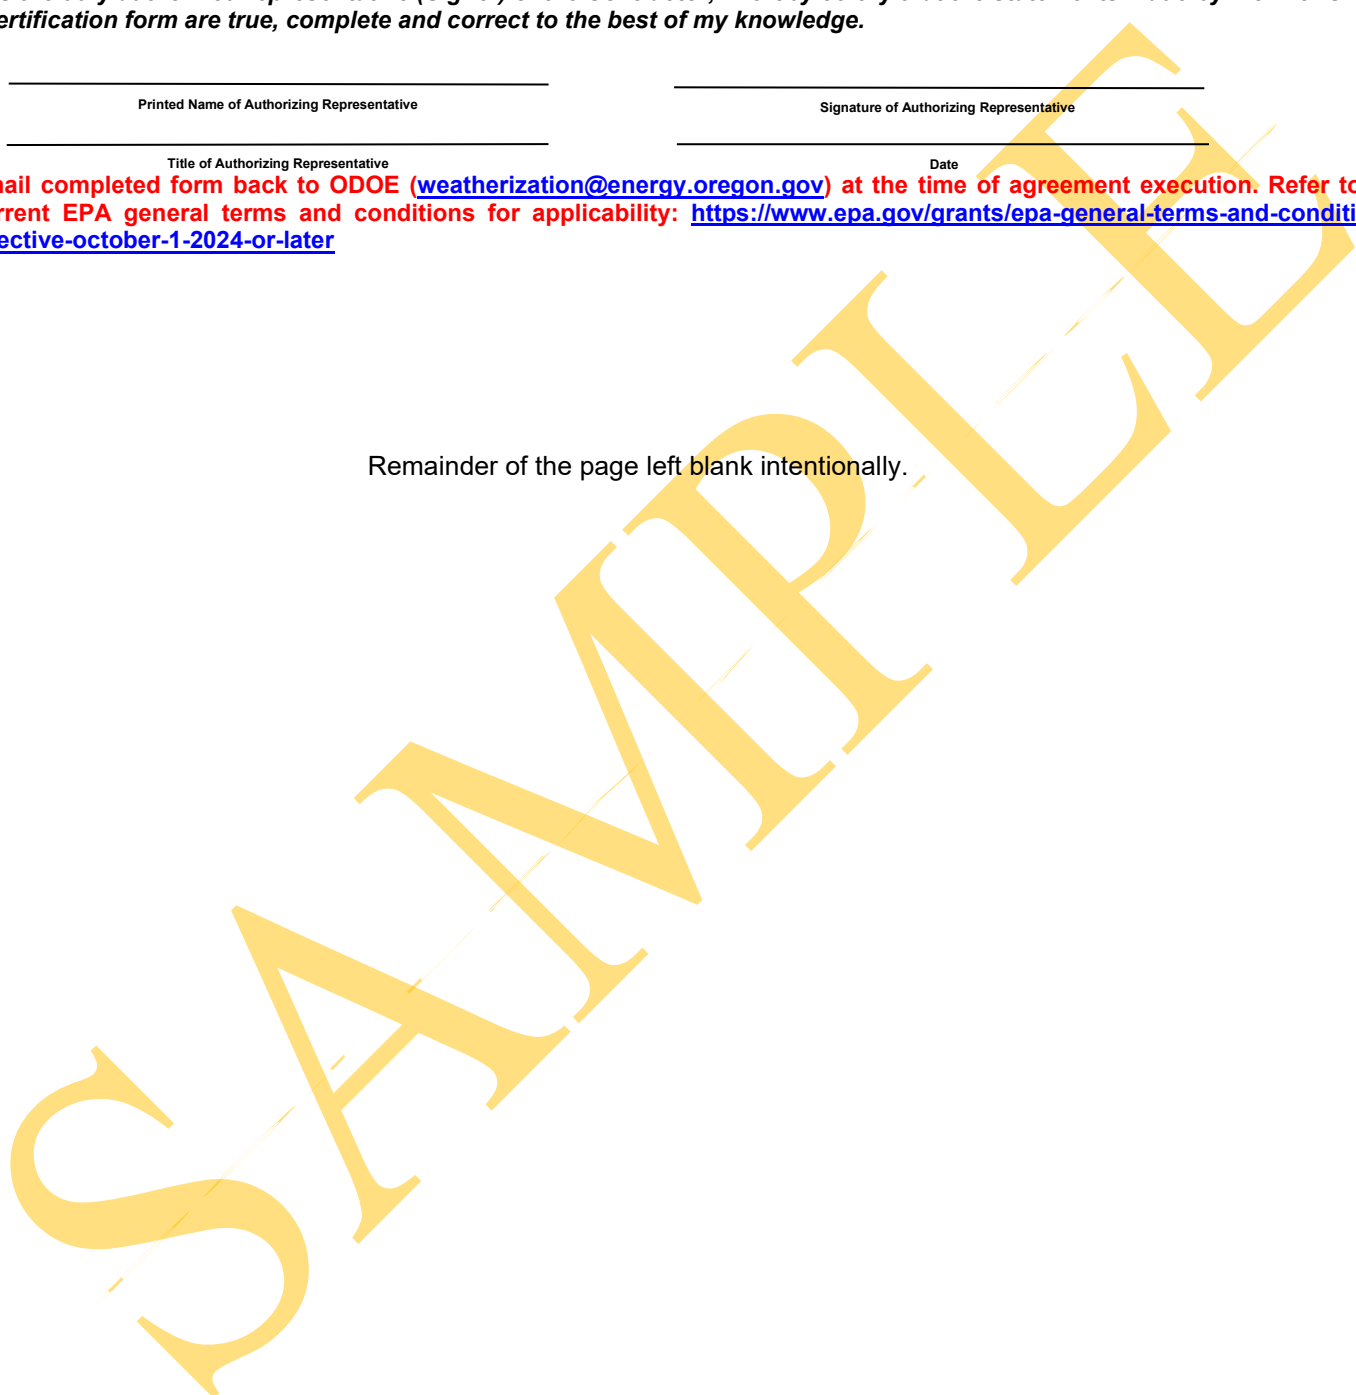 ertification form are true, complete and correct to the best of my knowledge.
Printed Name of Authorizing Representative
Signature of Authorizing Representative
Title of Authorizing Representative
Date
ail completed form back to ODOE (weatherization@energy.oregon.gov) at the time of agreement execution. Refer to
rrent EPA general terms and conditions for applicability: https://www.epa.gov/grants/epa-general-terms-and-conditi
ective-october-1-2024-or-later
Remainder of the page left blank intentionally.
SAMPLE